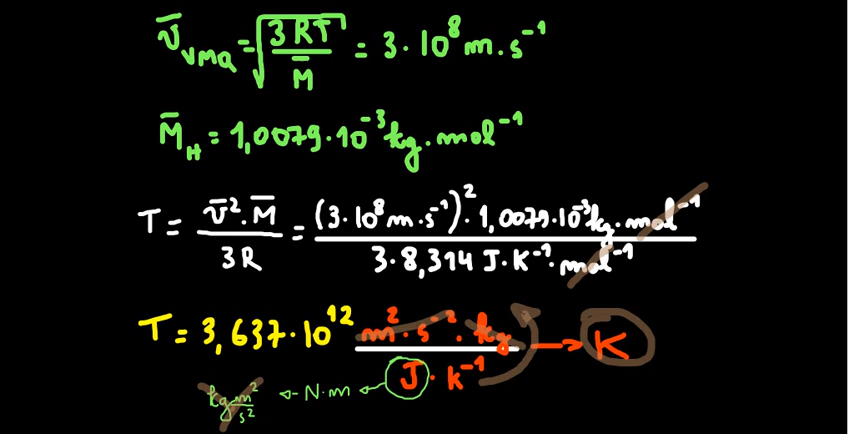 v̄ᵥₘQ = √(3RT / M̄) = 3·10⁸ m·s⁻¹
M̄_H = 1,0079·10⁻³ kg·mol⁻¹
T = v̄²·M̄ / 3R = (3·10⁸ m·s⁻¹)²·1,0079·10⁻³ kg·mol⁻¹ / 3·8,314 J·K⁻¹·mol⁻¹
T = 3,637·10¹² m²·s⁻²·kg / J·K⁻¹ → K
kg m²/s² ← N·m ←